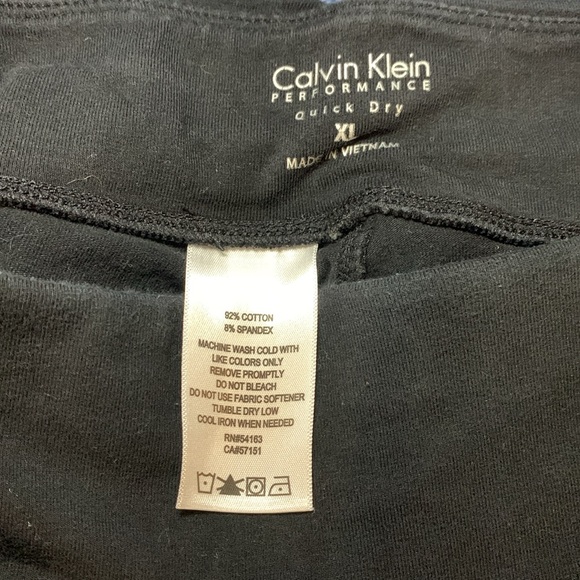 Calvin Klein
PERFORMANCE
Quick Dry
XL
MADE IN VIETNAM
92% COTTON
8% SPANDEX
MACHINE WASH COLD WITH
LIKE COLORS ONLY
REMOVE PROMPTLY
DO NOT BLEACH
DO NOT USE FABRIC SOFTENER
TUMBLE DRY LOW
COOL IRON WHEN NEEDED
RN#54163
CA#57151